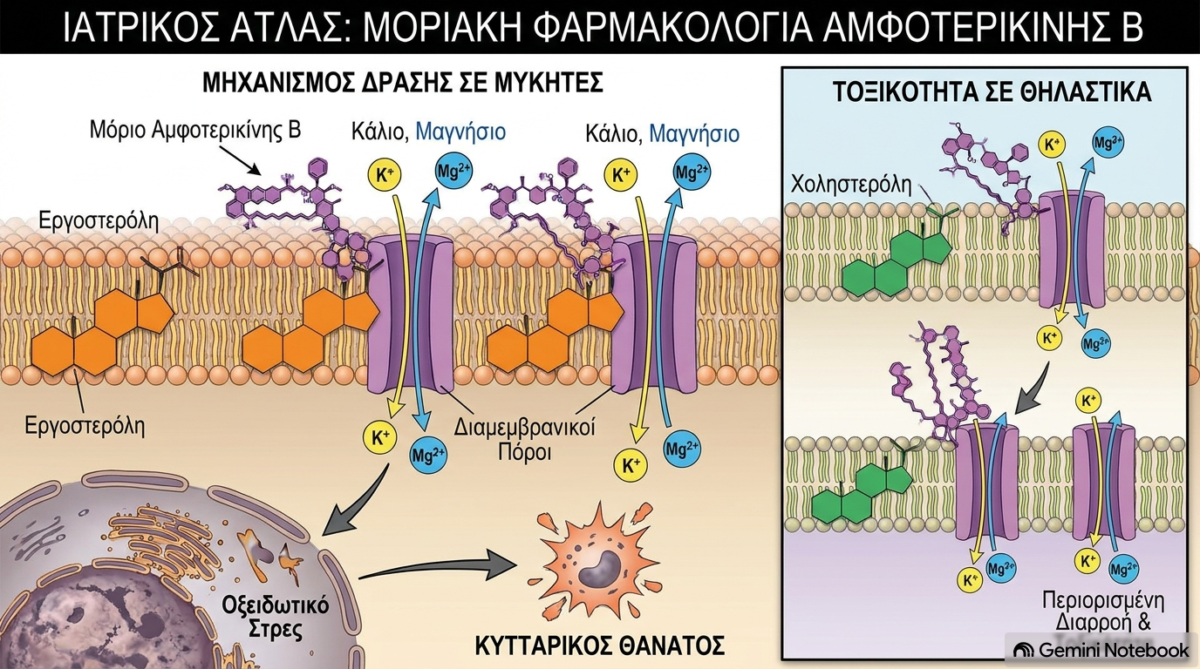 ΙΑΤΡΙΚΟΣ ΑΤΛΑΣ: ΜΟΡΙΑΚΗ ΦΑΡΜΑΚΟΛΟΓΙΑ ΑΜΦΟΤΕΡΙΚΙΝΗΣ Β
ΜΗΧΑΝΙΣΜΟΣ ΔΡΑΣΗΣ ΣΕ ΜΥΚΗΤΕΣ
Μόριο Αμφοτερικίνης Β
Κάλιο, Μαγνήσιο
Κάλιο, Μαγνήσιο
K+
Mg2+
K+
Mg2+
Εργοστερόλη
Εργοστερόλη
K+
Mg2+
Διαμεμβρανικοί
Πόροι
K+
Mg2+
Οξειδωτικό
Στρες
ΚΥΤΤΑΡΙΚΟΣ ΘΑΝΑΤΟΣ
ΤΟΞΙΚΟΤΗΤΑ ΣΕ ΘΗΛΑΣΤΙΚΑ
K+
Mg2+
Χοληστερόλη
K+
Mg2+
K+
K+
Mg2+
K+
Mg2+
Περιορισμένη
Διαρροή &
Gemini Notebook